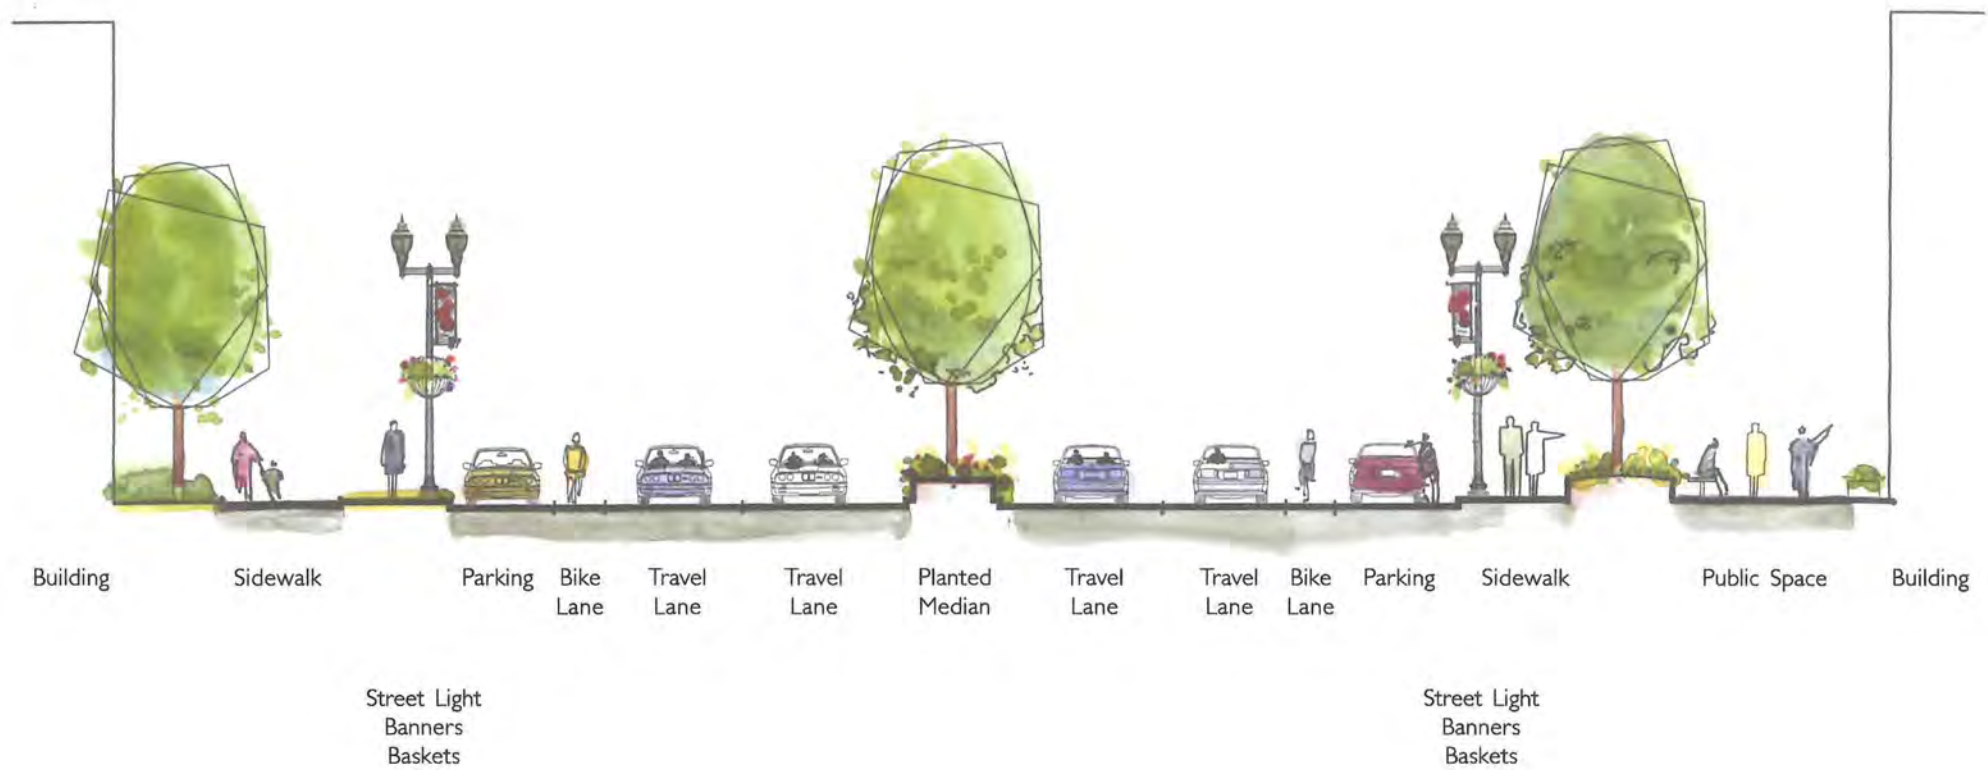 Building Sidewalk Parking Bike Travel Travel Planted Travel Travel Bike Parking Sidewalk Public Space Building
Lane Lane Lane Median Lane Lane Lane
Street Light Street Light
Banners Banners
Baskets Baskets